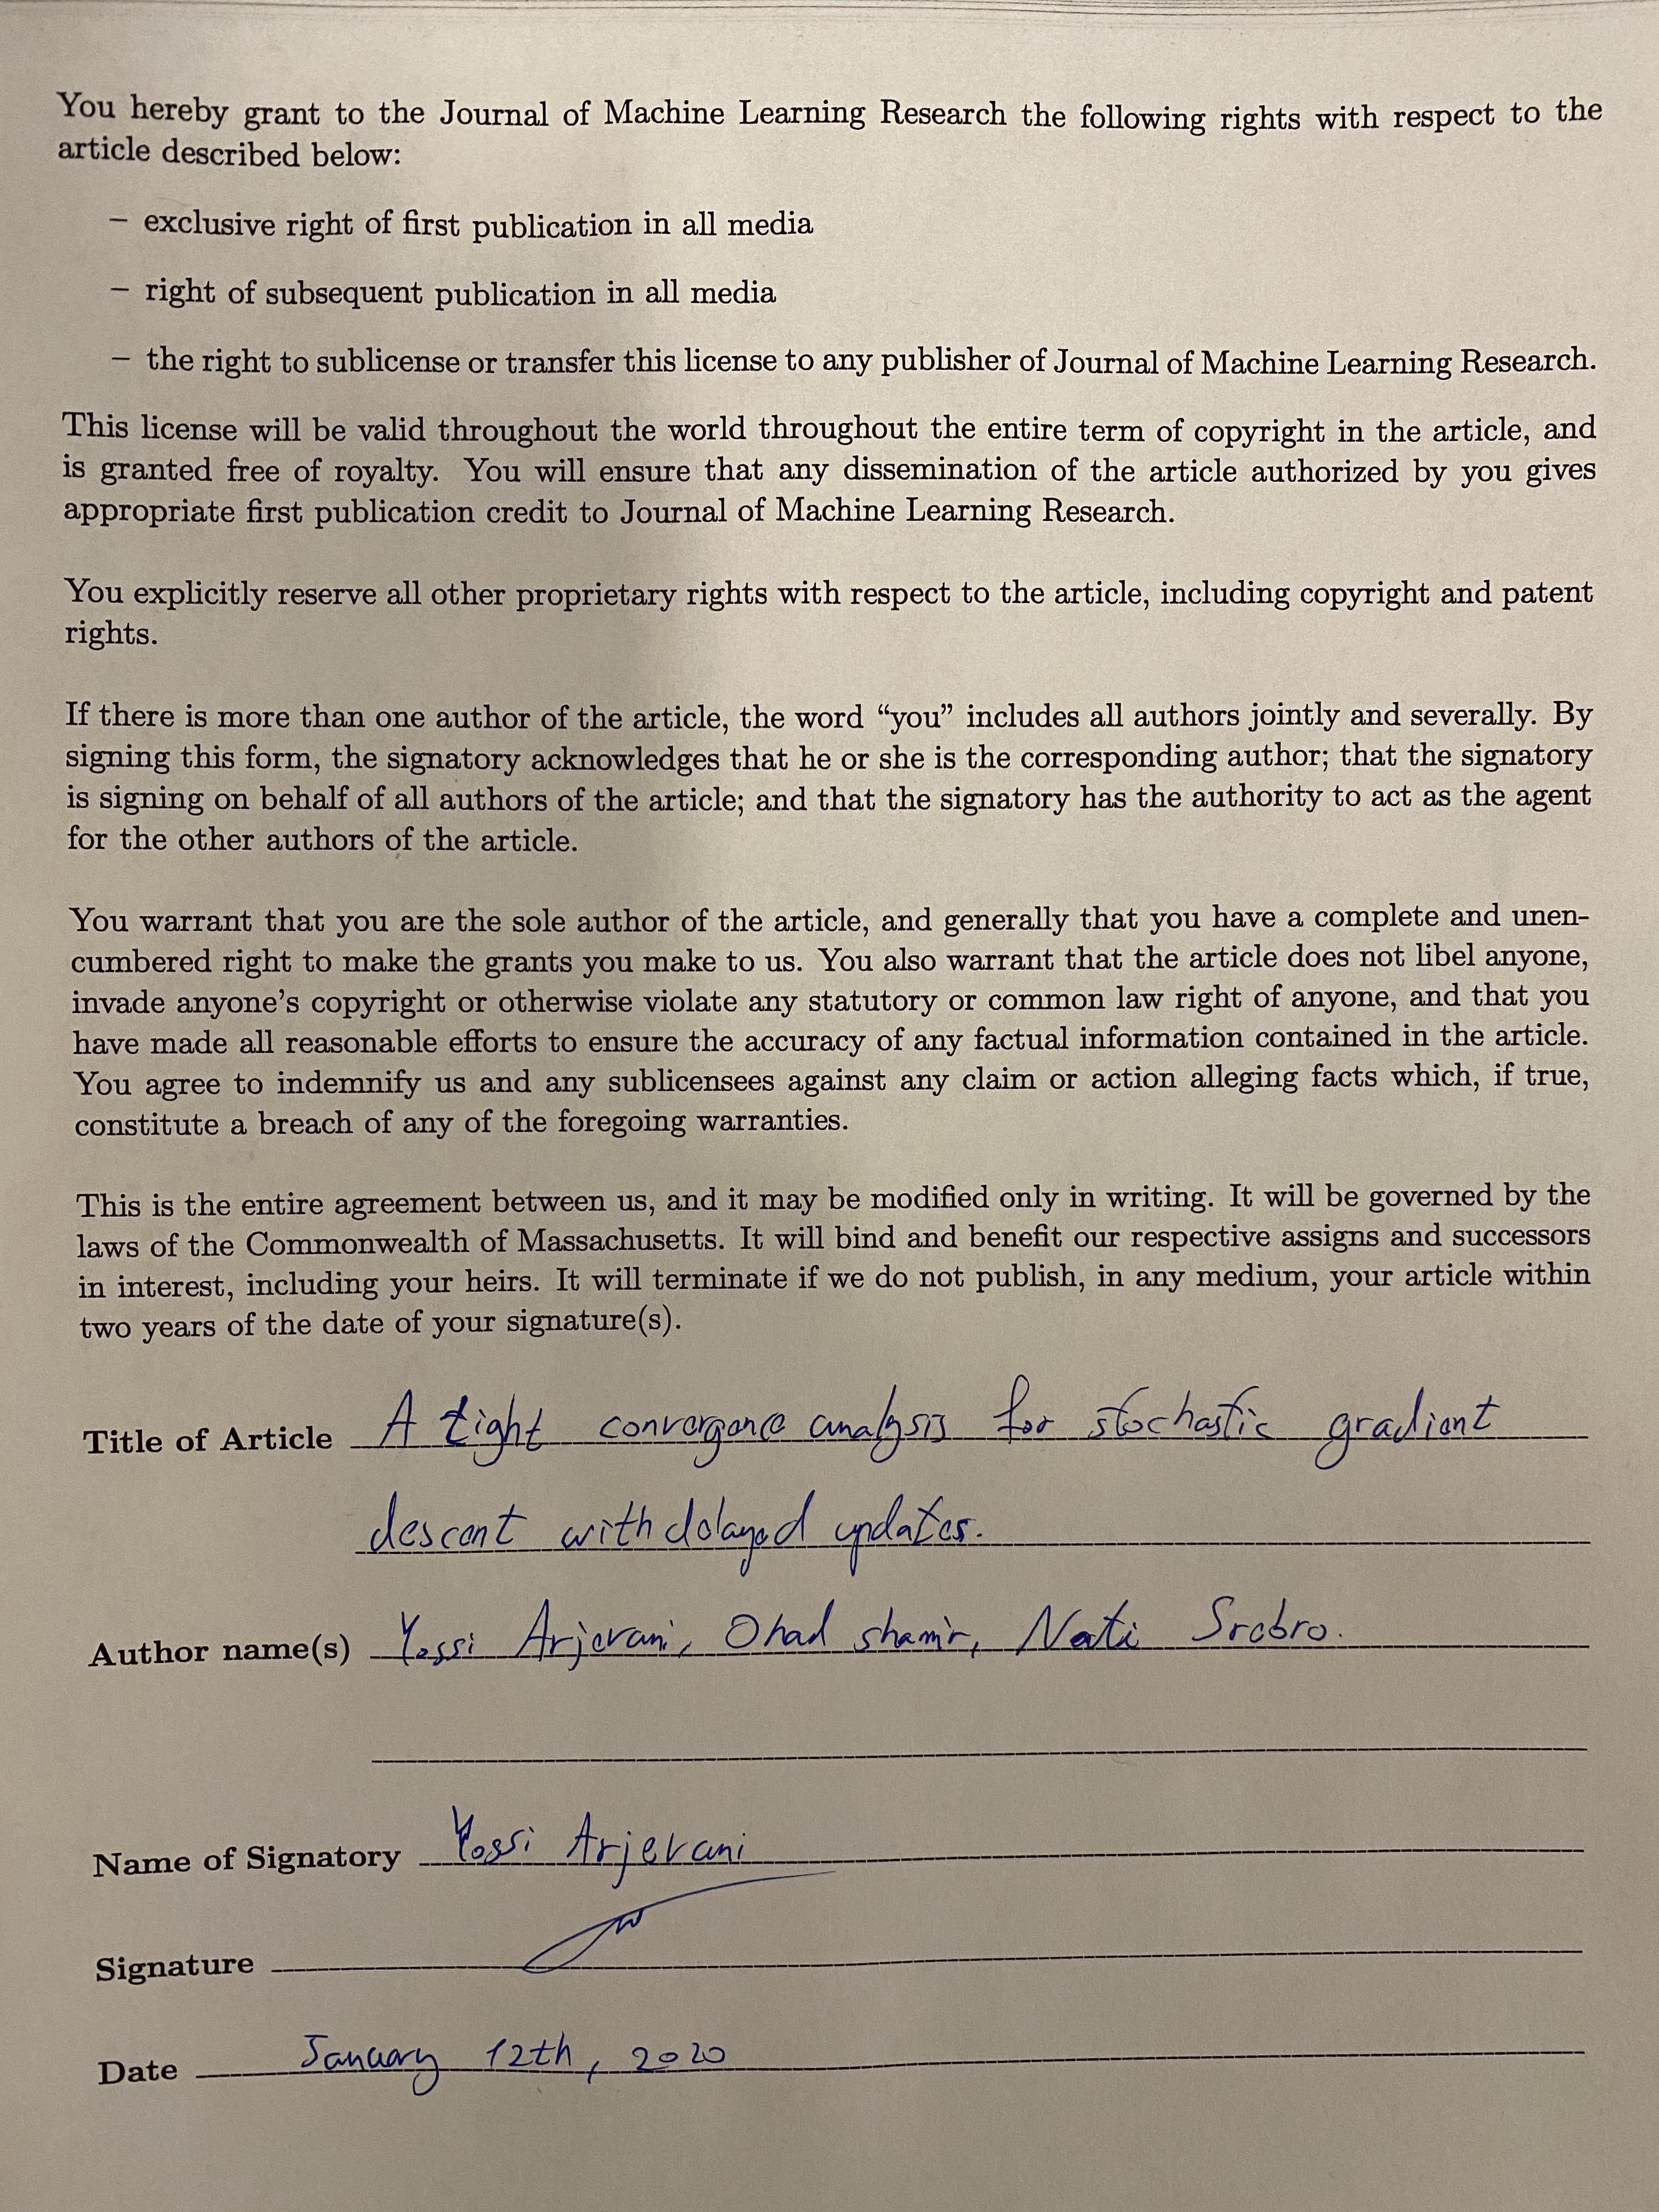 You hereby grant to the Journal of Machine Learning Research the following rights with respect to the
article described below:
– exclusive right of first publication in all media
– right of subsequent publication in all media
– the right to sublicense or transfer this license to any publisher of Journal of Machine Learning Research.
This license will be valid throughout the world throughout the entire term of copyright in the article, and
is granted free of royalty. You will ensure that any dissemination of the article authorized by you gives
appropriate first publication credit to Journal of Machine Learning Research.
You explicitly reserve all other proprietary rights with respect to the article, including copyright and patent
rights.
If there is more than one author of the article, the word “you” includes all authors jointly and severally. By
signing this form, the signatory acknowledges that he or she is the corresponding author; that the signatory
is signing on behalf of all authors of the article; and that the signatory has the authority to act as the agent
for the other authors of the article.
You warrant that you are the sole author of the article, and generally that you have a complete and unen-
cumbered right to make the grants you make to us. You also warrant that the article does not libel anyone,
invade anyone’s copyright or otherwise violate any statutory or common law right of anyone, and that you
have made all reasonable efforts to ensure the accuracy of any factual information contained in the article.
You agree to indemnify us and any sublicensees against any claim or action alleging facts which, if true,
constitute a breach of any of the foregoing warranties.
This is the entire agreement between us, and it may be modified only in writing. It will be governed by the
laws of the Commonwealth of Massachusetts. It will bind and benefit our respective assigns and successors
in interest, including your heirs. It will terminate if we do not publish, in any medium, your article within
two years of the date of your signature(s).
Title of Article A tight convergence analysis for stochastic gradient
descent with delayed updates.
Author name(s) Yossi Arjevani, Ohad shamir, Nati Srebro.
Name of Signatory Yossi Arjevani
Signature
Date January 12th, 2020